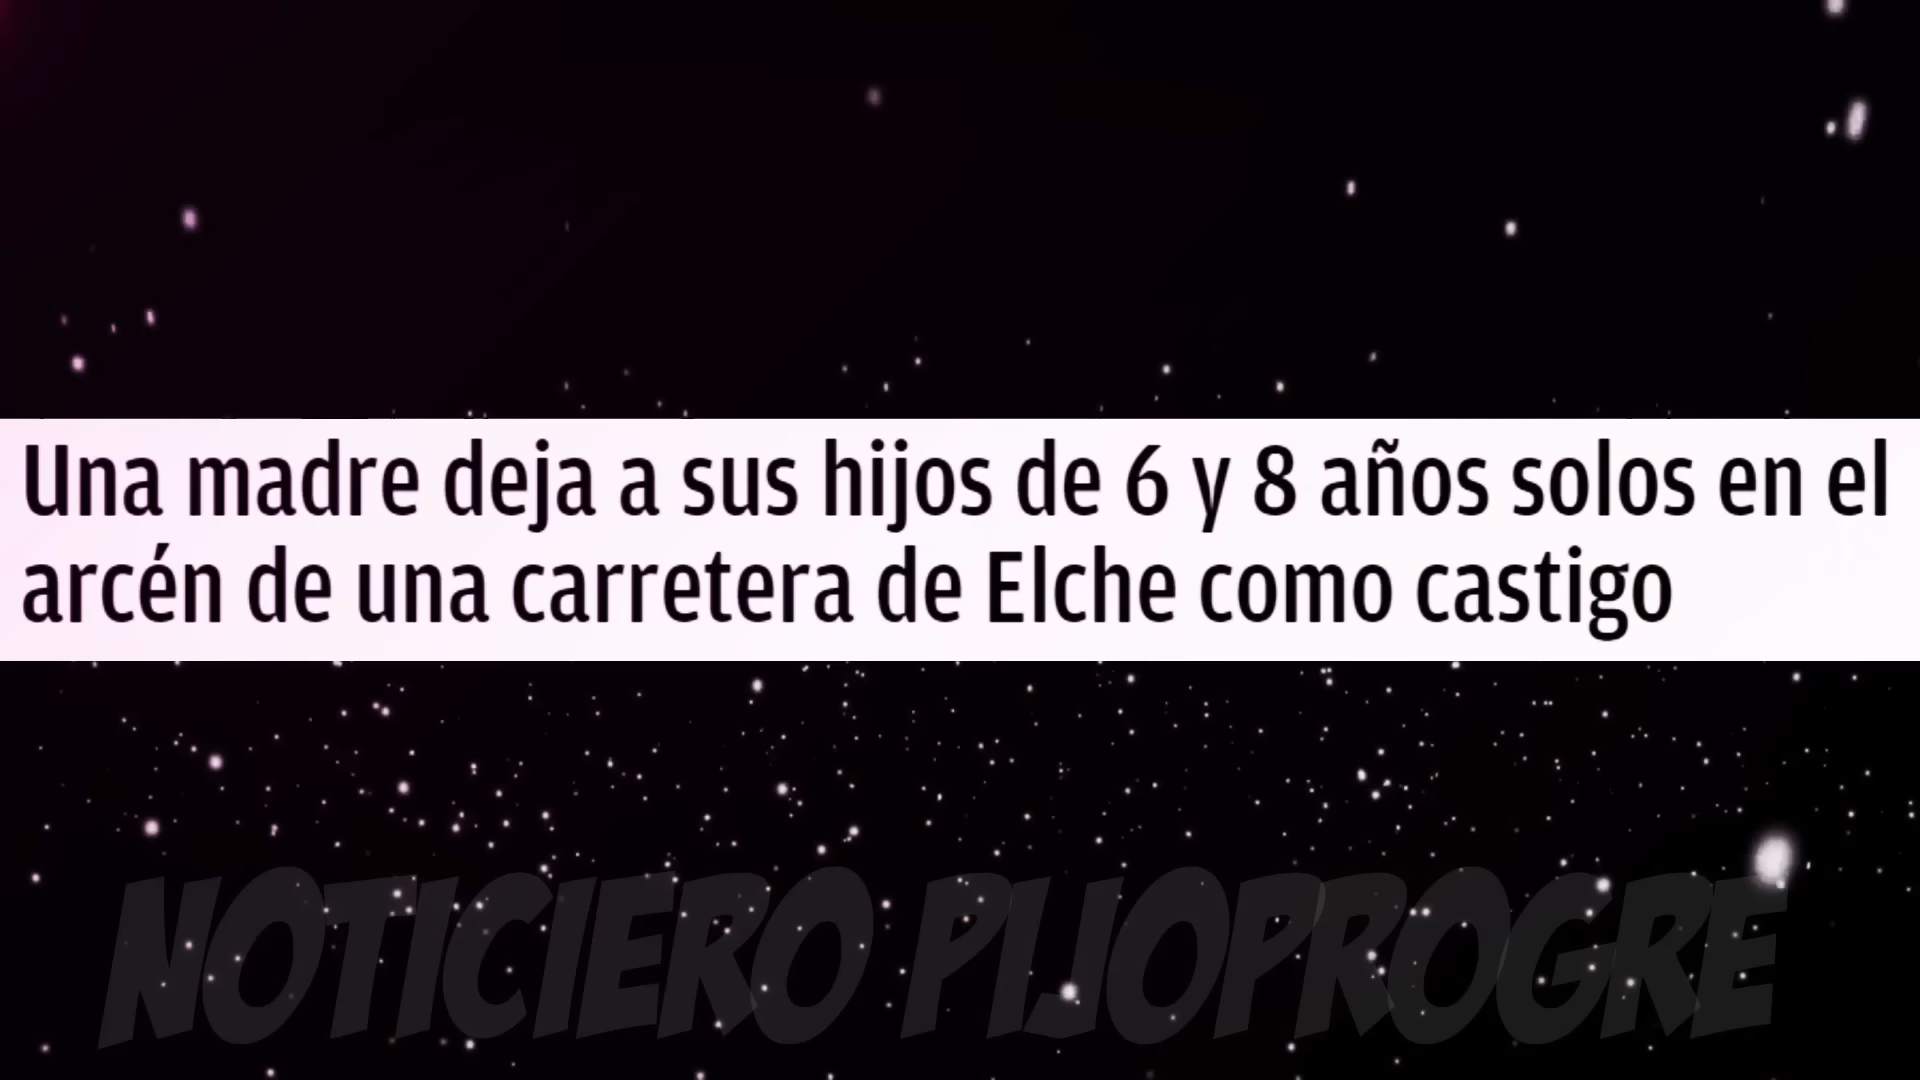 Una madre deja a sus hijos de 6 y 8 años solos en el
arcén de una carretera de Elche como castigo
NOTICIERO PIJOPROGRE